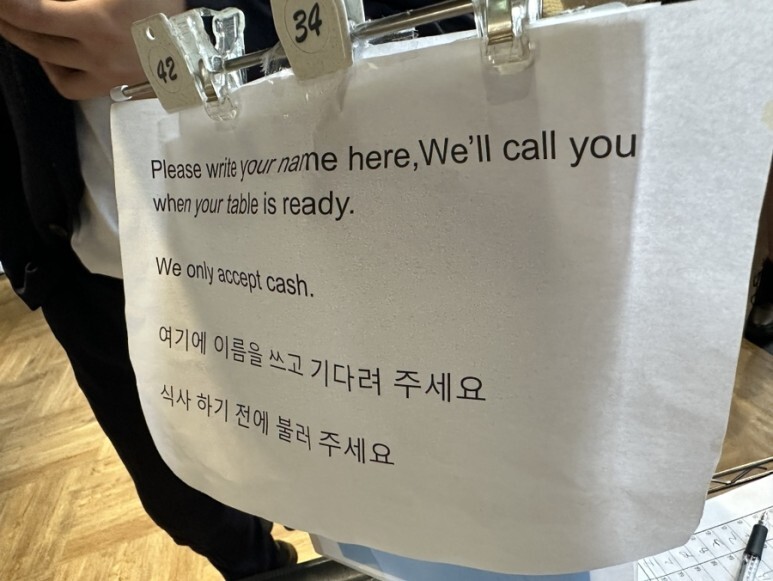 42
34
Please write your name here,We'll call you
when your table is ready.
We only accept cash.
여기에 이름을 쓰고 기다려 주세요
식사 하기 전에 불러 주세요